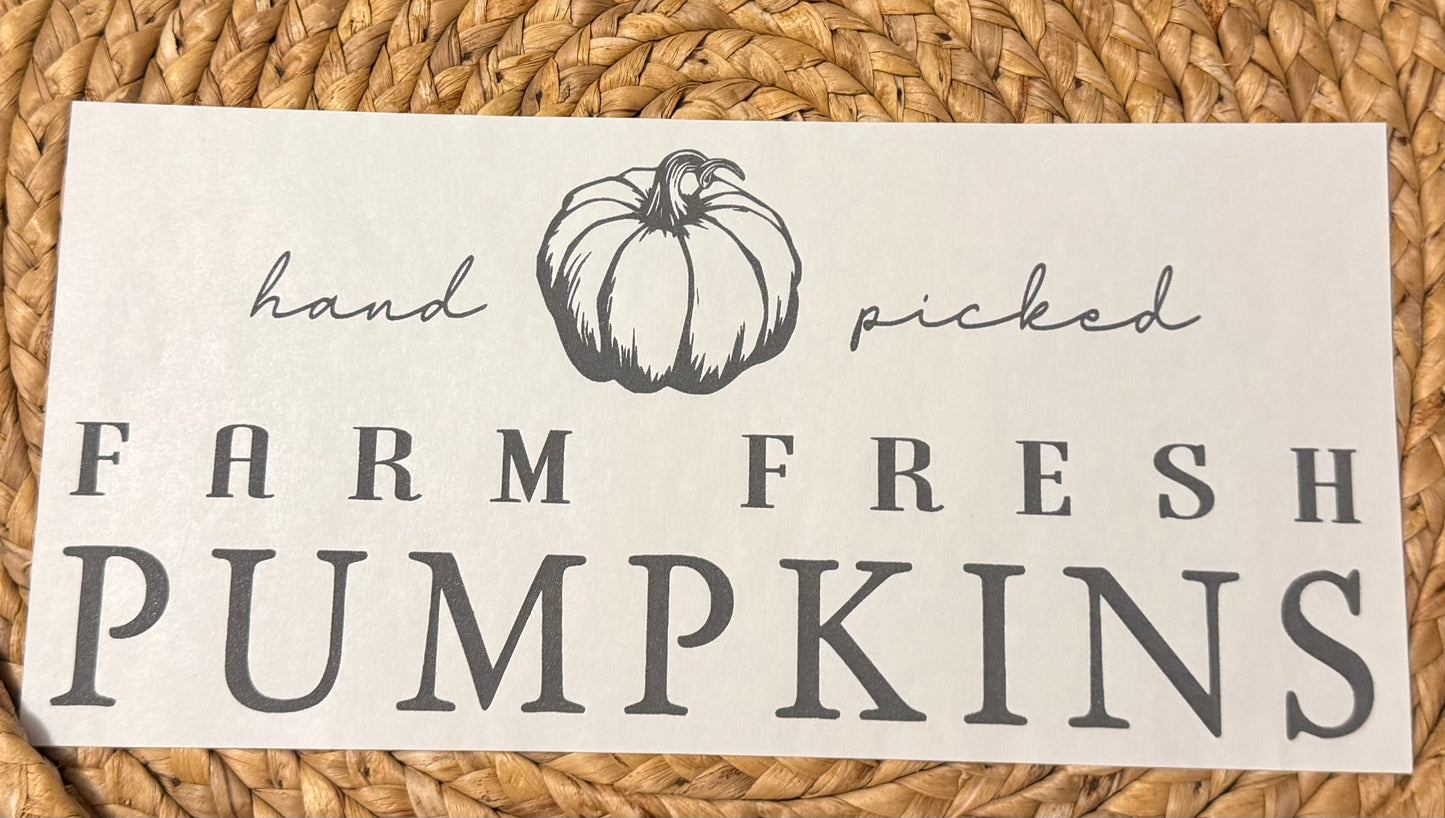 hand picked
FARM FRESH
PUMPKINS